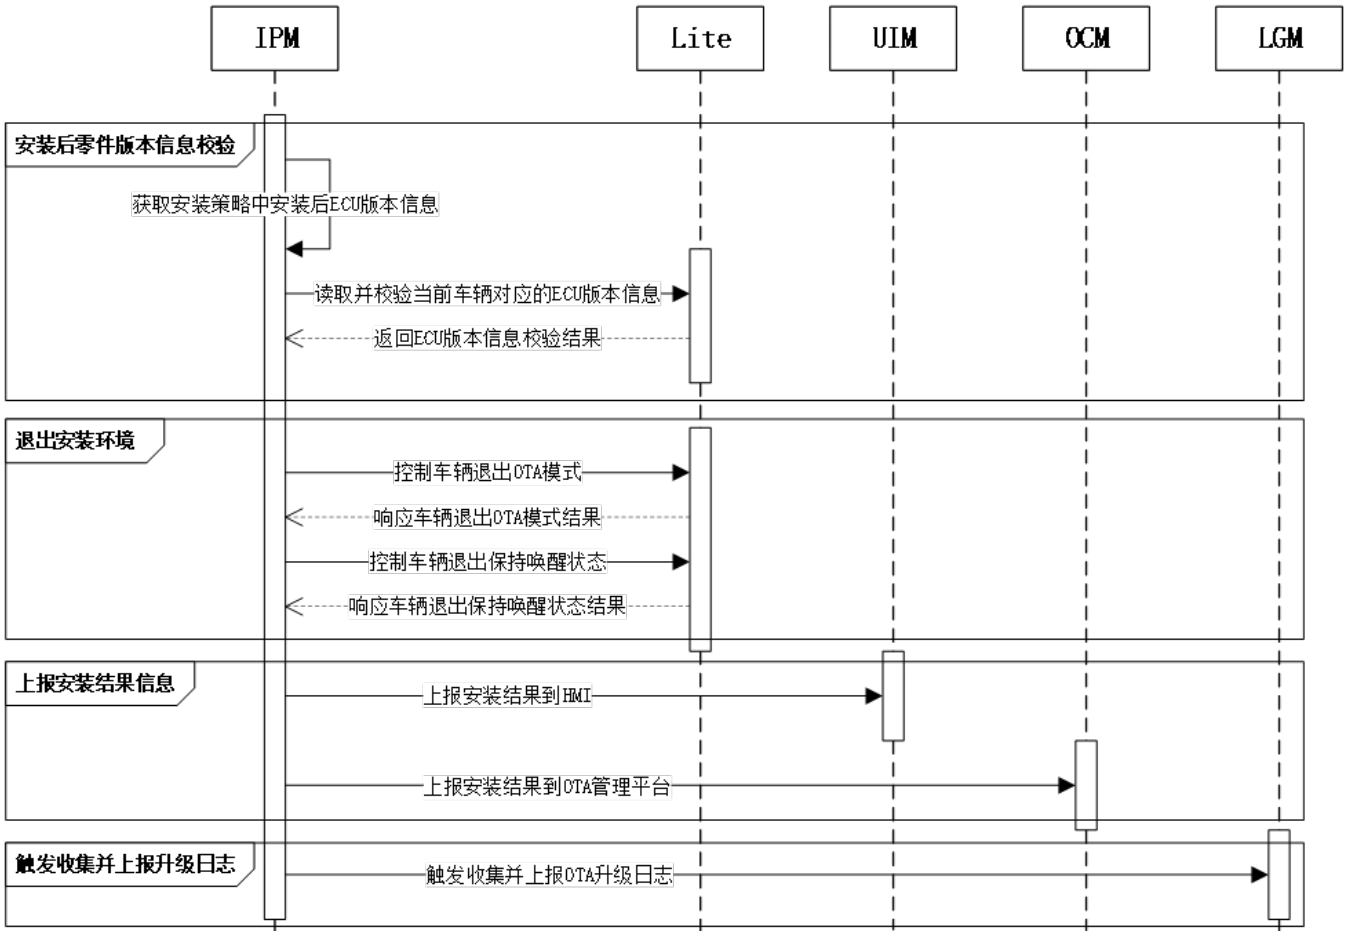 IPM
Lite
UIM
OCM
LGM
安装后零件版本信息校验
获取安装策略中安装后ECU版本信息
读取并校验当前车辆对应的ECU版本信息
返回ECU版本信息校验结果
退出安装环境
控制车辆退出OTA模式
响应车辆退出OTA模式结果
控制车辆退出保持唤醒状态
响应车辆退出保持唤醒状态结果
上报安装结果信息
上报安装结果到HMI
上报安装结果到OTA管理平台
触发收集并上报升级日志
触发收集并上报OTA升级日志